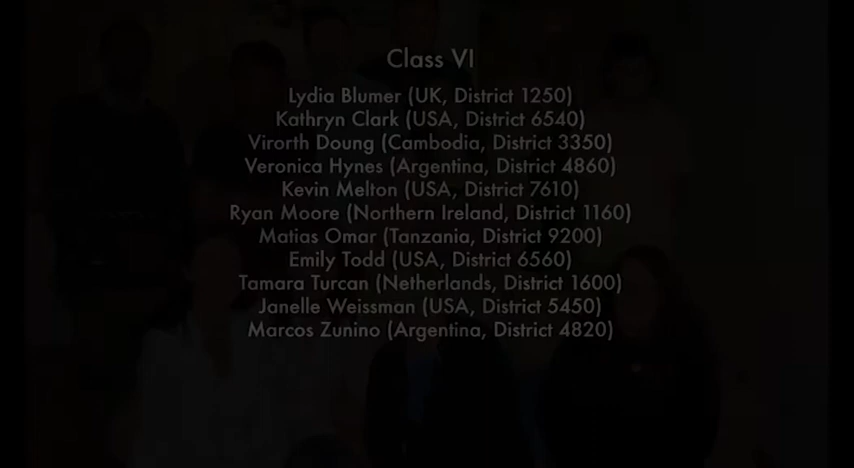 Class VI
Lydia Blumer (UK, District 1250)
Kathryn Clark (USA, District 6540)
Virorth Doung (Cambodia, District 3350)
Veronica Hynes (Argentina, District 4860)
Kevin Melton (USA, District 7610)
Ryan Moore (Northern Ireland, District 1160)
Matias Omar (Tanzania, District 9200)
Emily Todd (USA, District 6560)
Tamara Turcan (Netherlands, District 1600)
Janelle Weissman (USA, District 5450)
Marcos Zunino (Argentina, District 4820)